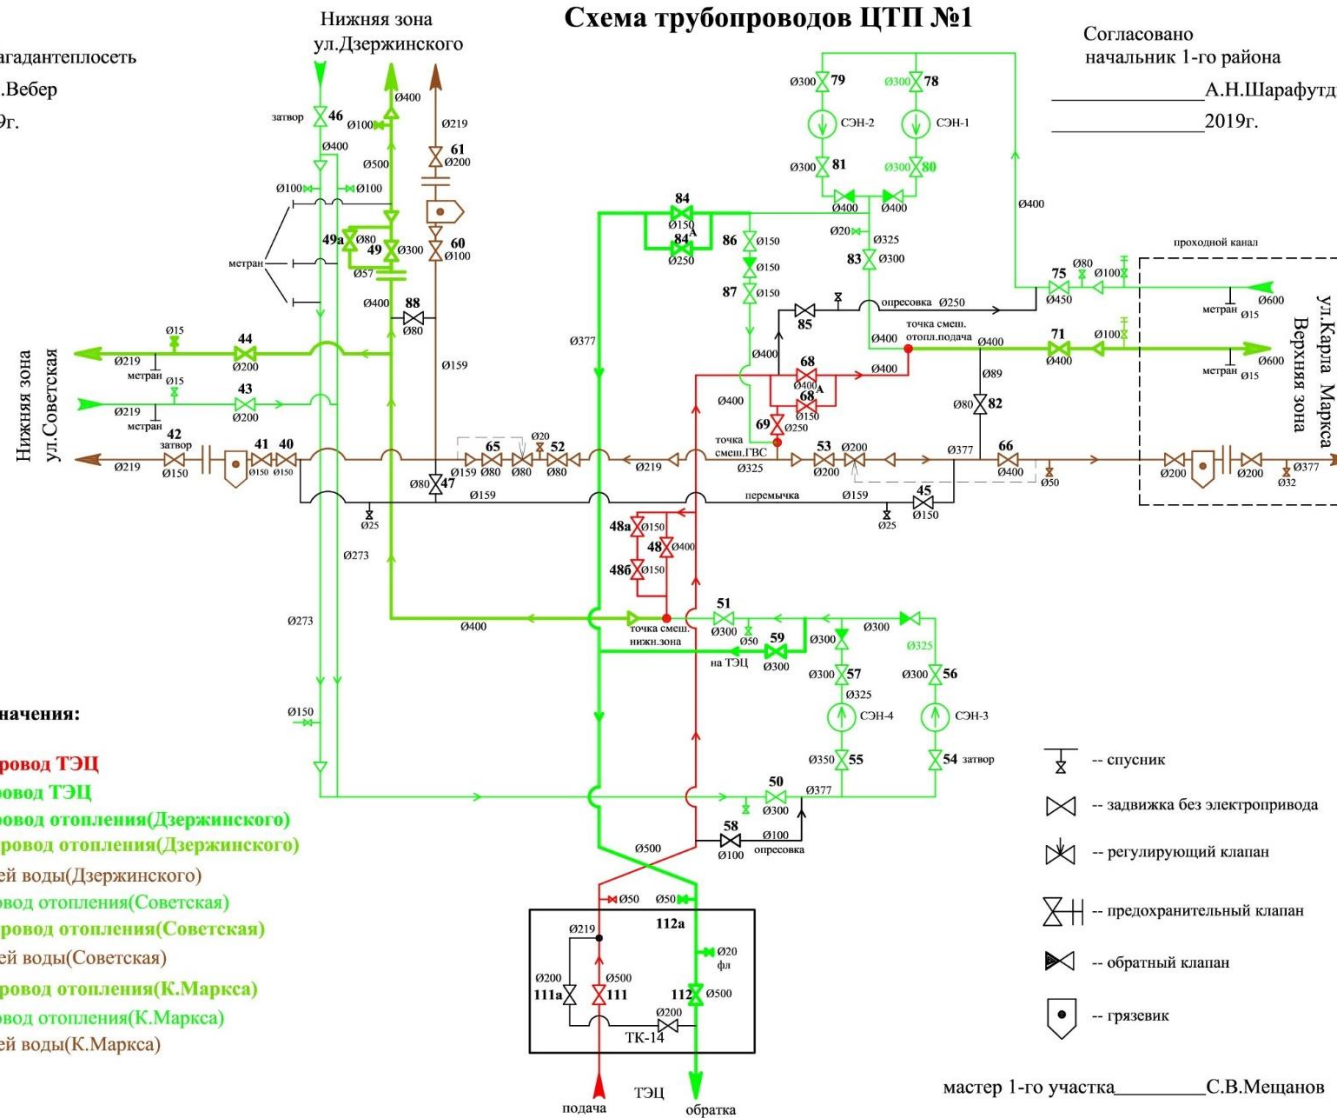 Схема трубопроводов ЦТП №1
агадантеплосеть
.Вебер
9г.
Согласовано
начальник 1-го района
А.Н.Шарафутд
2019г.
Нижняя зона
ул.Дзержинского
затвор
46
Ø400
Ø100
Ø100
Ø400
Ø100
Ø500
Ø219
61
Ø200
49а
Ø80
49
Ø300
Ø57
Ø400
60
Ø100
88
Ø80
Ø159
метран
Ø15
44
Ø219
метран
Ø200
Ø15
43
Ø219
метран
Ø200
Нижняя зона
ул.Советская
42
затвор
Ø219
Ø150
41
Ø150
40
Ø150
Ø300
79
Ø300
78
СЭН-2
СЭН-1
Ø300
81
Ø300
80
Ø400
Ø400
Ø20
Ø325
83
Ø300
Ø400
84
Ø150
84А
Ø250
86
Ø150
Ø150
87
Ø150
Ø377
Ø400
Ø400
85
опресовка
Ø250
Ø400
75
Ø450
Ø80
Ø100
проходной канал
Ø600
метран
Ø15
точка смеш.
отопл.подача
Ø400
71
Ø400
Ø100
Ø600
метран
Ø15
ул.Карла Маркса
Верхняя зона
68
Ø400
68А
Ø150
Ø400
69
Ø250
Ø89
Ø80
82
точка
смеш.ГВС
Ø159
65
Ø80
Ø80
Ø20
52
Ø80
Ø219
Ø325
53
Ø200
Ø200
Ø377
66
Ø400
Ø50
Ø200
Ø200
Ø377
Ø32
Ø80
47
Ø159
Ø25
перемычка
Ø159
Ø25
45
Ø150
48а
Ø150
48
Ø400
48б
Ø150
Ø273
Ø273
Ø400
точка смеш.
нижн.зона
51
Ø300
Ø50
59
Ø300
на ТЭЦ
Ø300
Ø300
Ø325
Ø300
57
Ø325
Ø300
56
СЭН-4
СЭН-3
Ø350
55
54
затвор
Ø150
50
Ø300
Ø377
58
Ø100
Ø100
опресовка
Ø500
Ø50
Ø50
112а
Ø219
Ø20
фл
Ø200
111а
Ø500
111
112
Ø500
Ø200
ТК-14
ТЭЦ
подача
обратка
значения:
ровод ТЭЦ
ровод ТЭЦ
ровод отопления(Дзержинского)
ровод отопления(Дзержинского)
ей воды(Дзержинского)
овод отопления(Советская)
ровод отопления(Советская)
ей воды(Советская)
ровод отопления(К.Маркса)
овод отопления(К.Маркса)
ей воды(К.Маркса)
-- спусник
-- задвижка без электропривода
-- регулирующий клапан
-- предохранительный клапан
-- обратный клапан
-- грязевик
мастер 1-го участка С.В.Мещанов